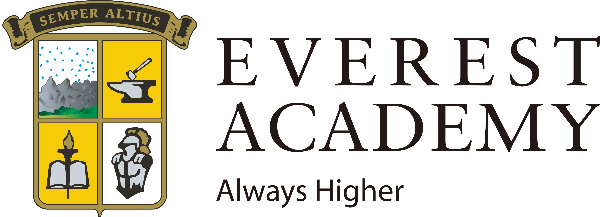 SEMPER ALTIUS
EVEREST
ACADEMY
Always Higher